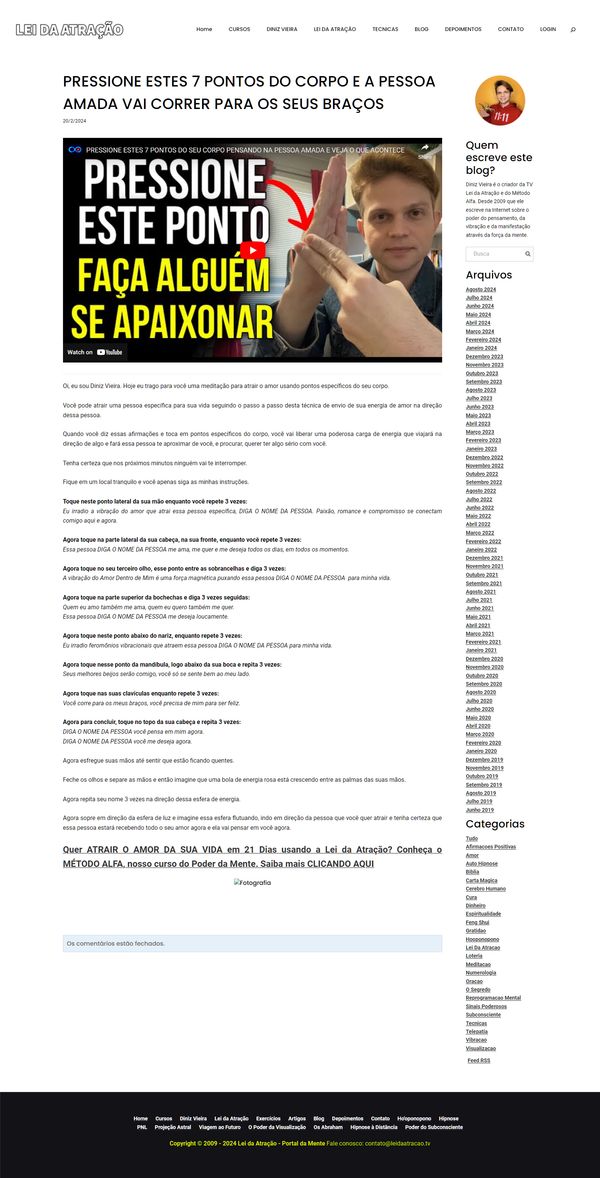 LEI DA ATRAÇÃO
Home CURSOS DINIZ VIEIRA LEI DA ATRAÇÃO TECNICAS BLOG DEPOIMENTOS CONTATO LOGIN
PRESSIONE ESTES 7 PONTOS DO CORPO E A PESSOA
AMADA VAI CORRER PARA OS SEUS BRAÇOS
20/2/2024
PRESSIONE ESTES 7 PONTOS DO SEU CORPO PENSANDO NA PESSOA AMADA E VEJA O QUE ACONTECE
Share
PRESSIONE
ESTE PONTO
FAÇA ALGUÉM
SE APAIXONAR
Watch on YouTube
Oi, eu sou Diniz Vieira. Hoje eu trago para você uma meditação para atrair o amor usando pontos específicos do seu corpo.
Você pode atrair uma pessoa específica para sua vida seguindo o passo a passo desta técnica de envio de sua energia de amor na direção
dessa pessoa.
Quando você diz essas afirmações e toca em pontos específicos do corpo, você vai liberar uma poderosa carga de energia que viajará na
direção de algo e fará essa pessoa te aproximar de você, e procurar, querer ter algo sério com você.
Tenha certeza que nos próximos minutos ninguém vai te interromper.
Fique em um local tranquilo e você apenas siga as minhas instruções.
Toque neste ponto lateral da sua mão enquanto você repete 3 vezes:
Eu irradio a vibração do amor que atrai essa pessoa específica, DIGA O NOME DA PESSOA. Paixão, romance e compromisso se conectam
comigo aqui e agora.
Agora toque na parte lateral da sua cabeça, na sua fronte, enquanto você repete 3 vezes:
Essa pessoa DIGA O NOME DA PESSOA me ama, me quer e me deseja todos os dias, em todos os momentos.
Agora toque no seu terceiro olho, esse ponto entre as sobrancelhas e diga 3 vezes:
A vibração do Amor Dentro de Mim é uma força magnética puxando essa pessoa DIGA O NOME DA PESSOA para minha vida.
Agora toque na parte superior da bochechas e diga 3 vezes seguidas:
Quem eu amo também me ama, quem eu quero também me quer.
Essa pessoa DIGA O NOME DA PESSOA me deseja loucamente.
Agora toque neste ponto abaixo do nariz, enquanto repete 3 vezes:
Eu irradio feromônios vibracionais que atraem essa pessoa DIGA O NOME DA PESSOA para minha vida.
Agora toque nesse ponto da mandíbula, logo abaixo da sua boca e repita 3 vezes:
Seus melhores beijos serão comigo, você só se sente bem ao meu lado.
Agora toque nas suas clavículas enquanto repete 3 vezes:
Você corre para os meus braços, você precisa de mim para ser feliz.
Agora para concluir, toque no topo da sua cabeça e repita 3 vezes:
DIGA O NOME DA PESSOA você pensa em mim agora.
DIGA O NOME DA PESSOA você me deseja agora.
Agora esfregue suas mãos até sentir que estão ficando quentes.
Feche os olhos e separe as mãos e então imagine que uma bola de energia rosa está crescendo entre as palmas das suas mãos.
Agora repita seu nome 3 vezes na direção dessa esfera de energia.
Agora sopre em direção da esfera de luz e imagine essa esfera flutuando, indo em direção da pessoa que você quer atrair e tenha certeza que
essa pessoa estará recebendo todo o seu amor agora e ela vai pensar em você agora.
Quer ATRAIR O AMOR DA SUA VIDA em 21 Dias usando a Lei da Atração? Conheça o
MÉTODO ALFA, nosso curso do Poder da Mente. Saiba mais CLICANDO AQUI
Fotografia
Os comentários estão fechados.
11:11
Quem
escreve este
blog?
Diniz Vieira é o criador da TV
Lei da Atração e do Método
Alfa. Desde 2009 que ele
escreve na Internet sobre o
poder do pensamento, da
vibração e da manifestação
através da força da mente.
Busca
Arquivos
Agosto 2024
Julho 2024
Junho 2024
Maio 2024
Abril 2024
Março 2024
Fevereiro 2024
Janeiro 2024
Dezembro 2023
Novembro 2023
Outubro 2023
Setembro 2023
Agosto 2023
Julho 2023
Junho 2023
Maio 2023
Abril 2023
Março 2023
Fevereiro 2023
Janeiro 2023
Dezembro 2022
Novembro 2022
Outubro 2022
Setembro 2022
Agosto 2022
Julho 2022
Junho 2022
Maio 2022
Abril 2022
Março 2022
Fevereiro 2022
Janeiro 2022
Dezembro 2021
Novembro 2021
Outubro 2021
Setembro 2021
Agosto 2021
Julho 2021
Junho 2021
Maio 2021
Abril 2021
Março 2021
Fevereiro 2021
Janeiro 2021
Dezembro 2020
Novembro 2020
Outubro 2020
Setembro 2020
Agosto 2020
Julho 2020
Junho 2020
Maio 2020
Abril 2020
Março 2020
Fevereiro 2020
Janeiro 2020
Dezembro 2019
Novembro 2019
Outubro 2019
Setembro 2019
Agosto 2019
Julho 2019
Junho 2019
Categorias
Tudo
Afirmacoes Positivas
Amor
Auto Hipnose
Biblia
Carta Magica
Cerebro Humano
Cura
Dinheiro
Espiritualidade
Feng Shui
Gratidao
Hooponopono
Lei Da Atracao
Loteria
Meditacao
Numerologia
Oracao
O Segredo
Reprogramacao Mental
Sinais Poderosos
Subconsciente
Tecnicas
Telepatia
Vibracao
Visualizacao
Feed RSS
Home Cursos Diniz Vieira Lei da Atração Exercícios Artigos Blog Depoimentos Contato Ho'oponopono Hipnose
PNL Projeção Astral Viagem ao Futuro O Poder da Visualização Os Abraham Hipnose à Distância Poder do Subconsciente
Copyright © 2009 - 2024 Lei da Atração - Portal da Mente Fale conosco: contato@leidaatracao.tv